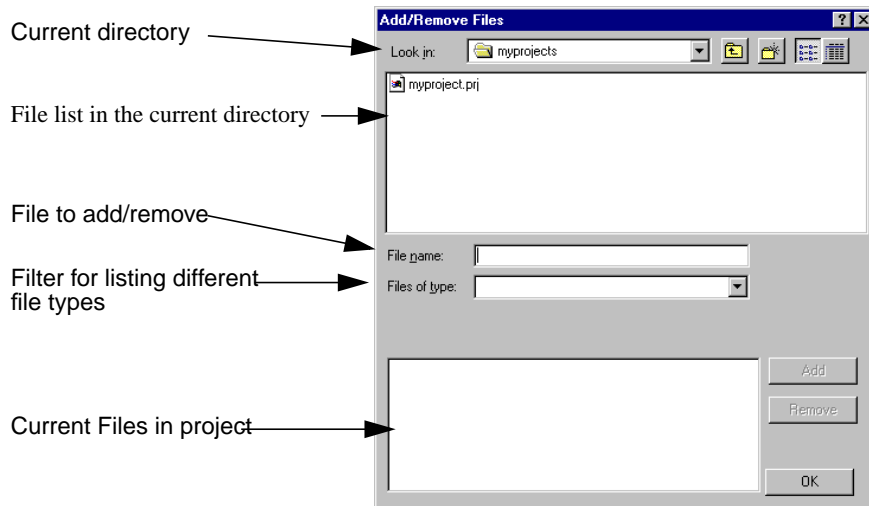 Add/Remove Files
Current directory
Look in: myprojects
myproject.prj
File list in the current directory
File to add/remove
File name:
Filter for listing different
file types
Files of type:
Add
Remove
Current Files in project
OK